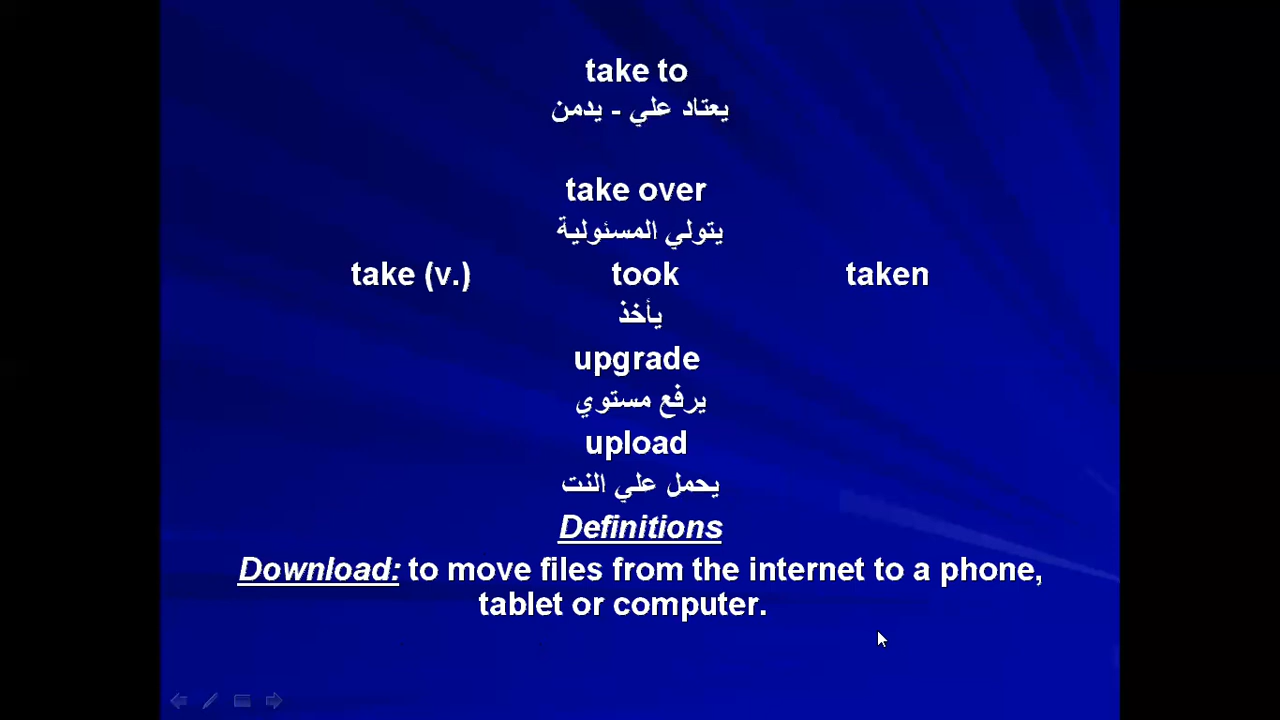 take to
يعتاد علي - يدمن
take over
يتولي المسئولية
take (v.) took taken
يأخذ
upgrade
يرفع مستوي
upload
يحمل علي النت
Definitions
Download: to move files from the internet to a phone,
tablet or computer.